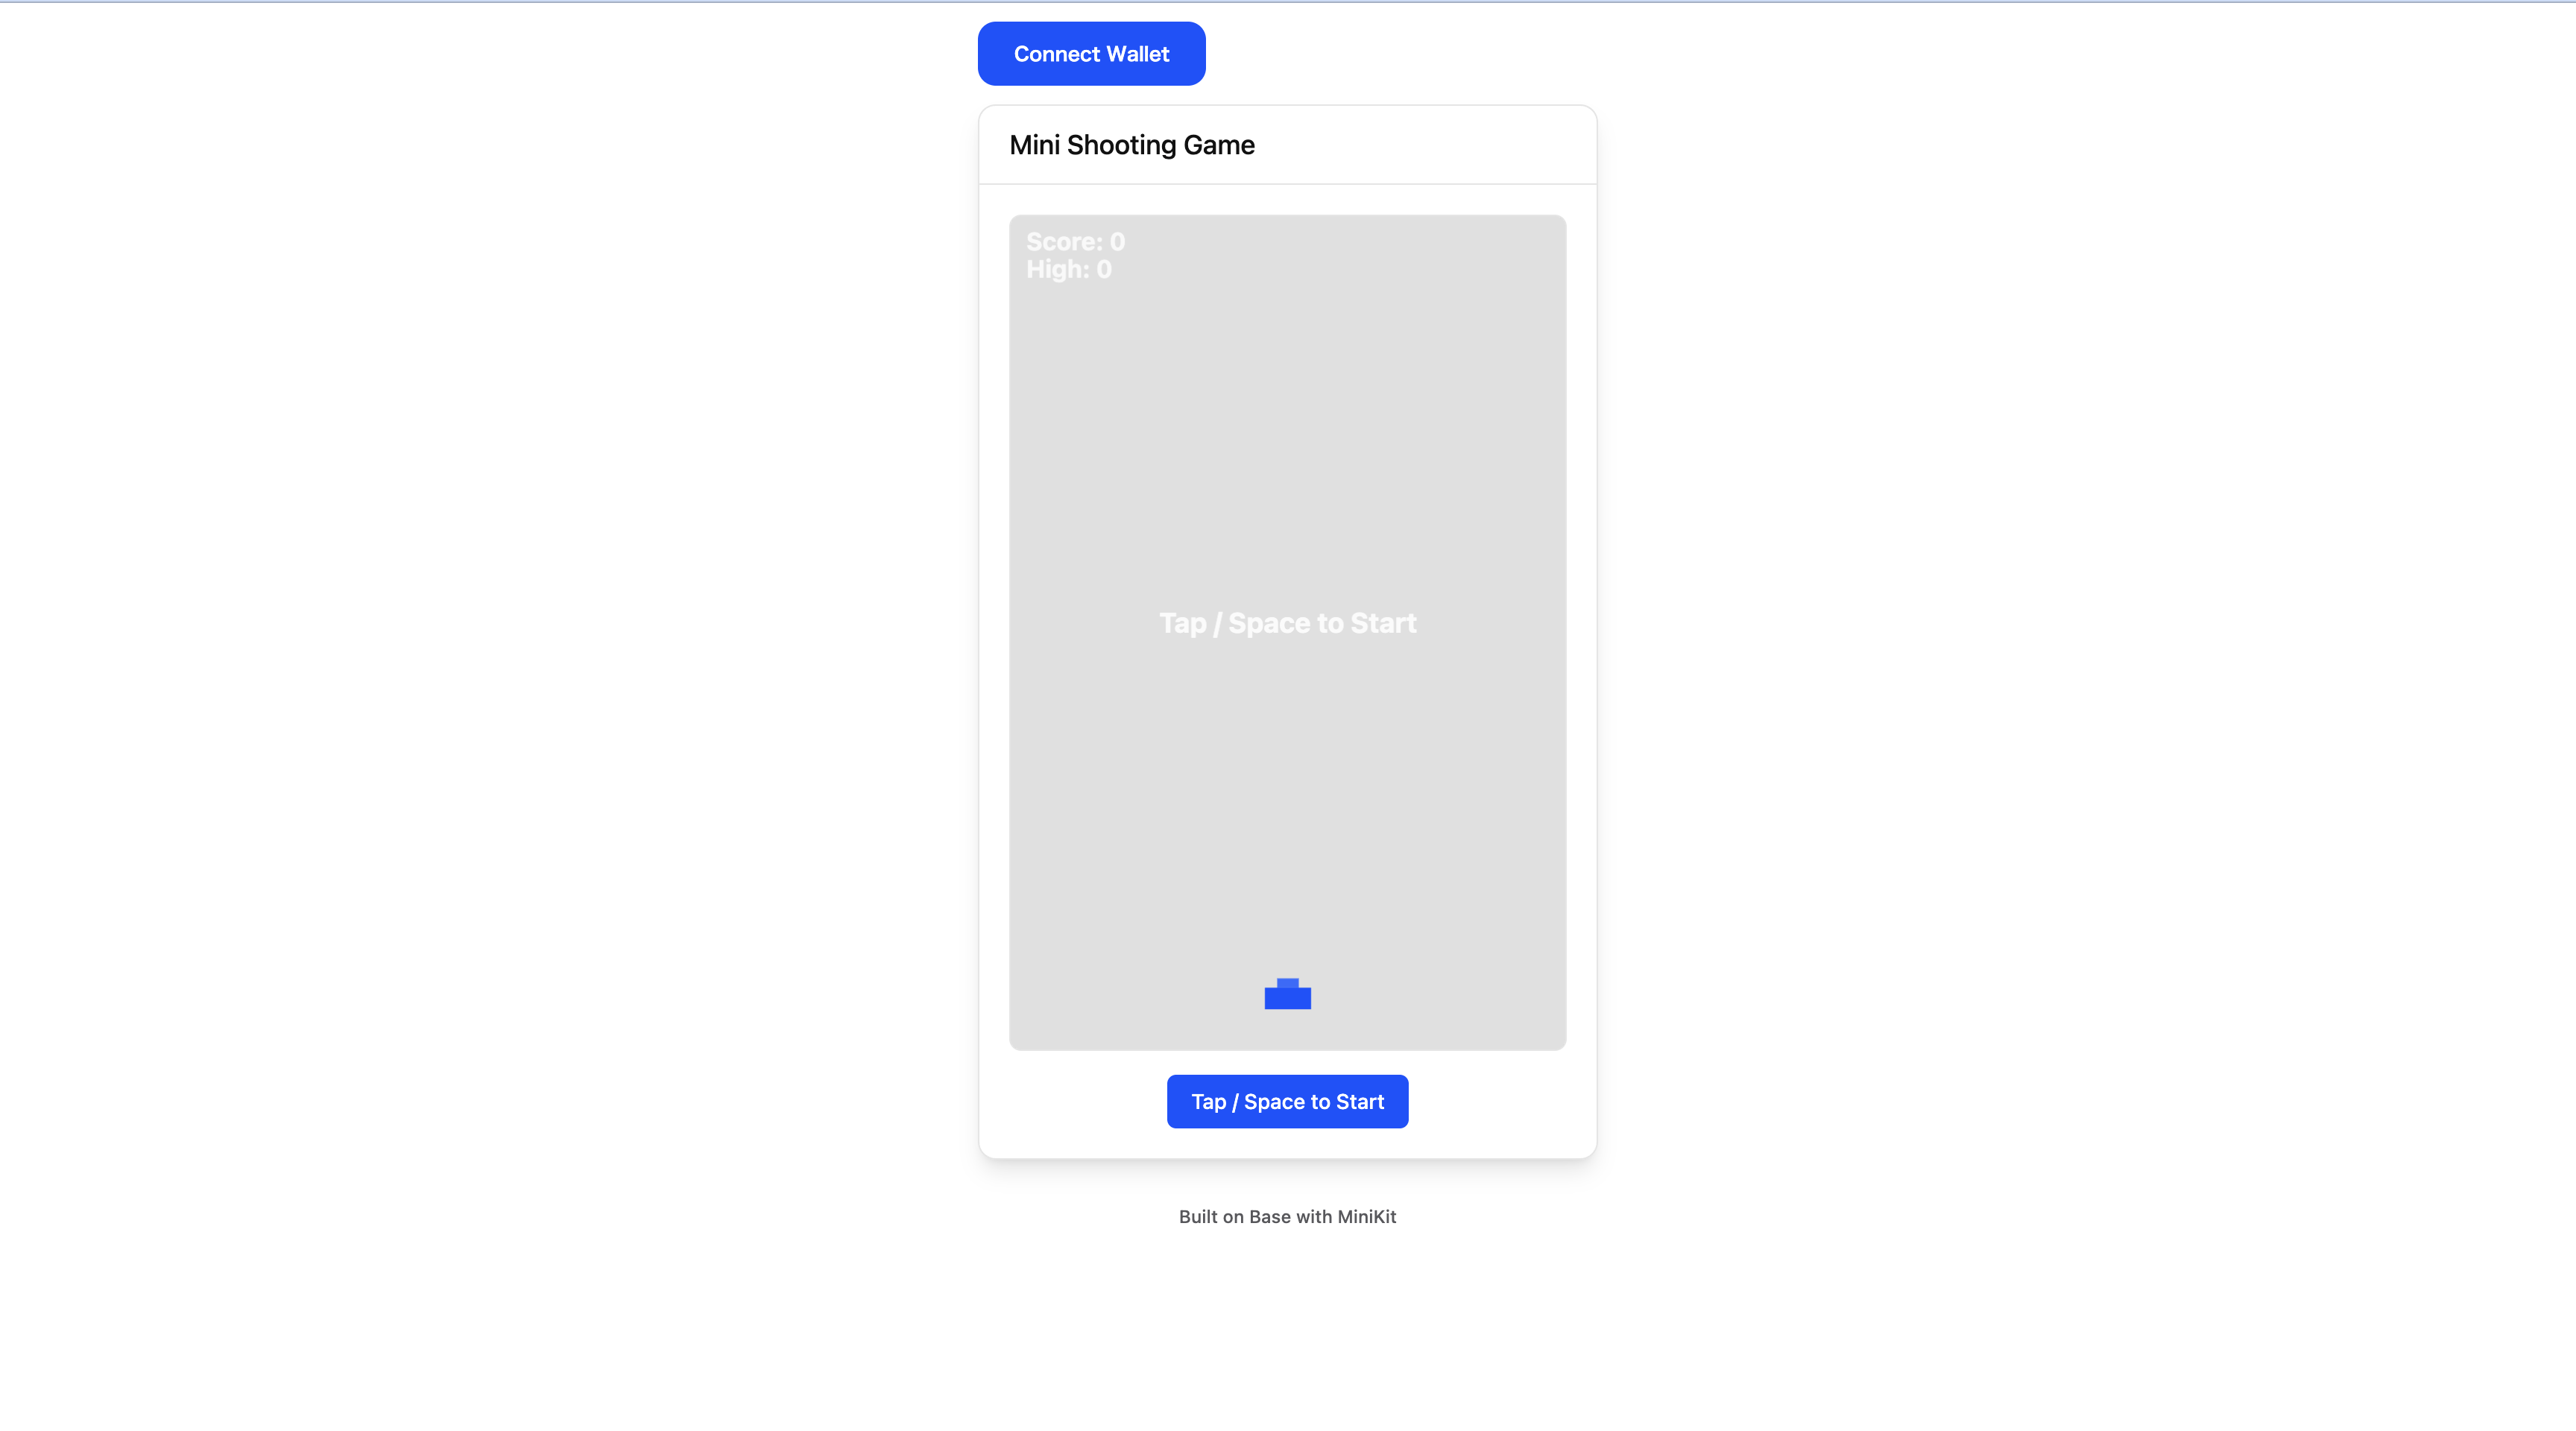 Connect Wallet
Mini Shooting Game
Score: 0
High: 0
Tap / Space to Start
Tap / Space to Start
Built on Base with MiniKit